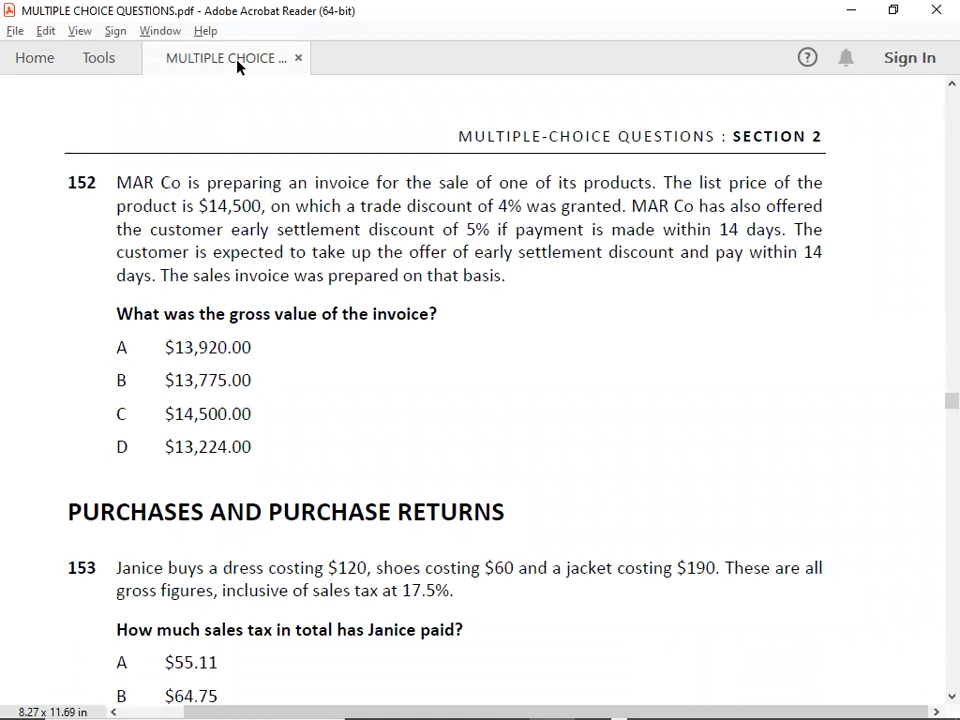 MULTIPLE CHOICE QUESTIONS.pdf - Adobe Acrobat Reader (64-bit)
File Edit View Sign Window Help
Home Tools MULTIPLE CHOICE ... × ? Sign In
MULTIPLE-CHOICE QUESTIONS : SECTION 2
152 MAR Co is preparing an invoice for the sale of one of its products. The list price of the
product is $14,500, on which a trade discount of 4% was granted. MAR Co has also offered
the customer early settlement discount of 5% if payment is made within 14 days. The
customer is expected to take up the offer of early settlement discount and pay within 14
days. The sales invoice was prepared on that basis.
What was the gross value of the invoice?
A $13,920.00
B $13,775.00
C $14,500.00
D $13,224.00
PURCHASES AND PURCHASE RETURNS
153 Janice buys a dress costing $120, shoes costing $60 and a jacket costing $190. These are all
gross figures, inclusive of sales tax at 17.5%.
How much sales tax in total has Janice paid?
A $55.11
B $64.75
8.27 x 11.69 in